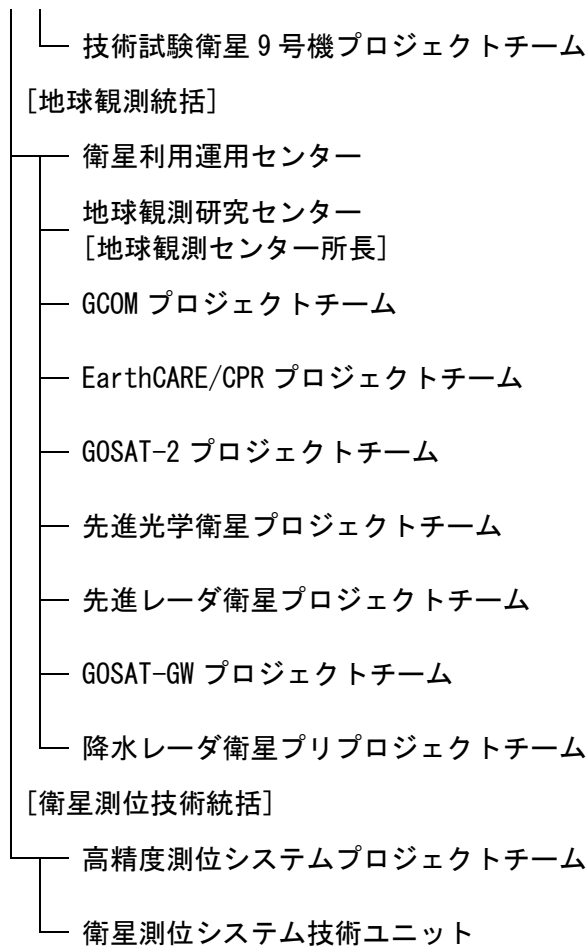 技術試験衛星９号機プロジェクトチーム
[地球観測統括]
衛星利用運用センター
地球観測研究センター
[地球観測センター所長]
GCOM プロジェクトチーム
EarthCARE/CPR プロジェクトチーム
GOSAT-2 プロジェクトチーム
先進光学衛星プロジェクトチーム
先進レーダ衛星プロジェクトチーム
GOSAT-GW プロジェクトチーム
降水レーダ衛星プリプロジェクトチーム
[衛星測位技術統括]
高精度測位システムプロジェクトチーム
衛星測位システム技術ユニット